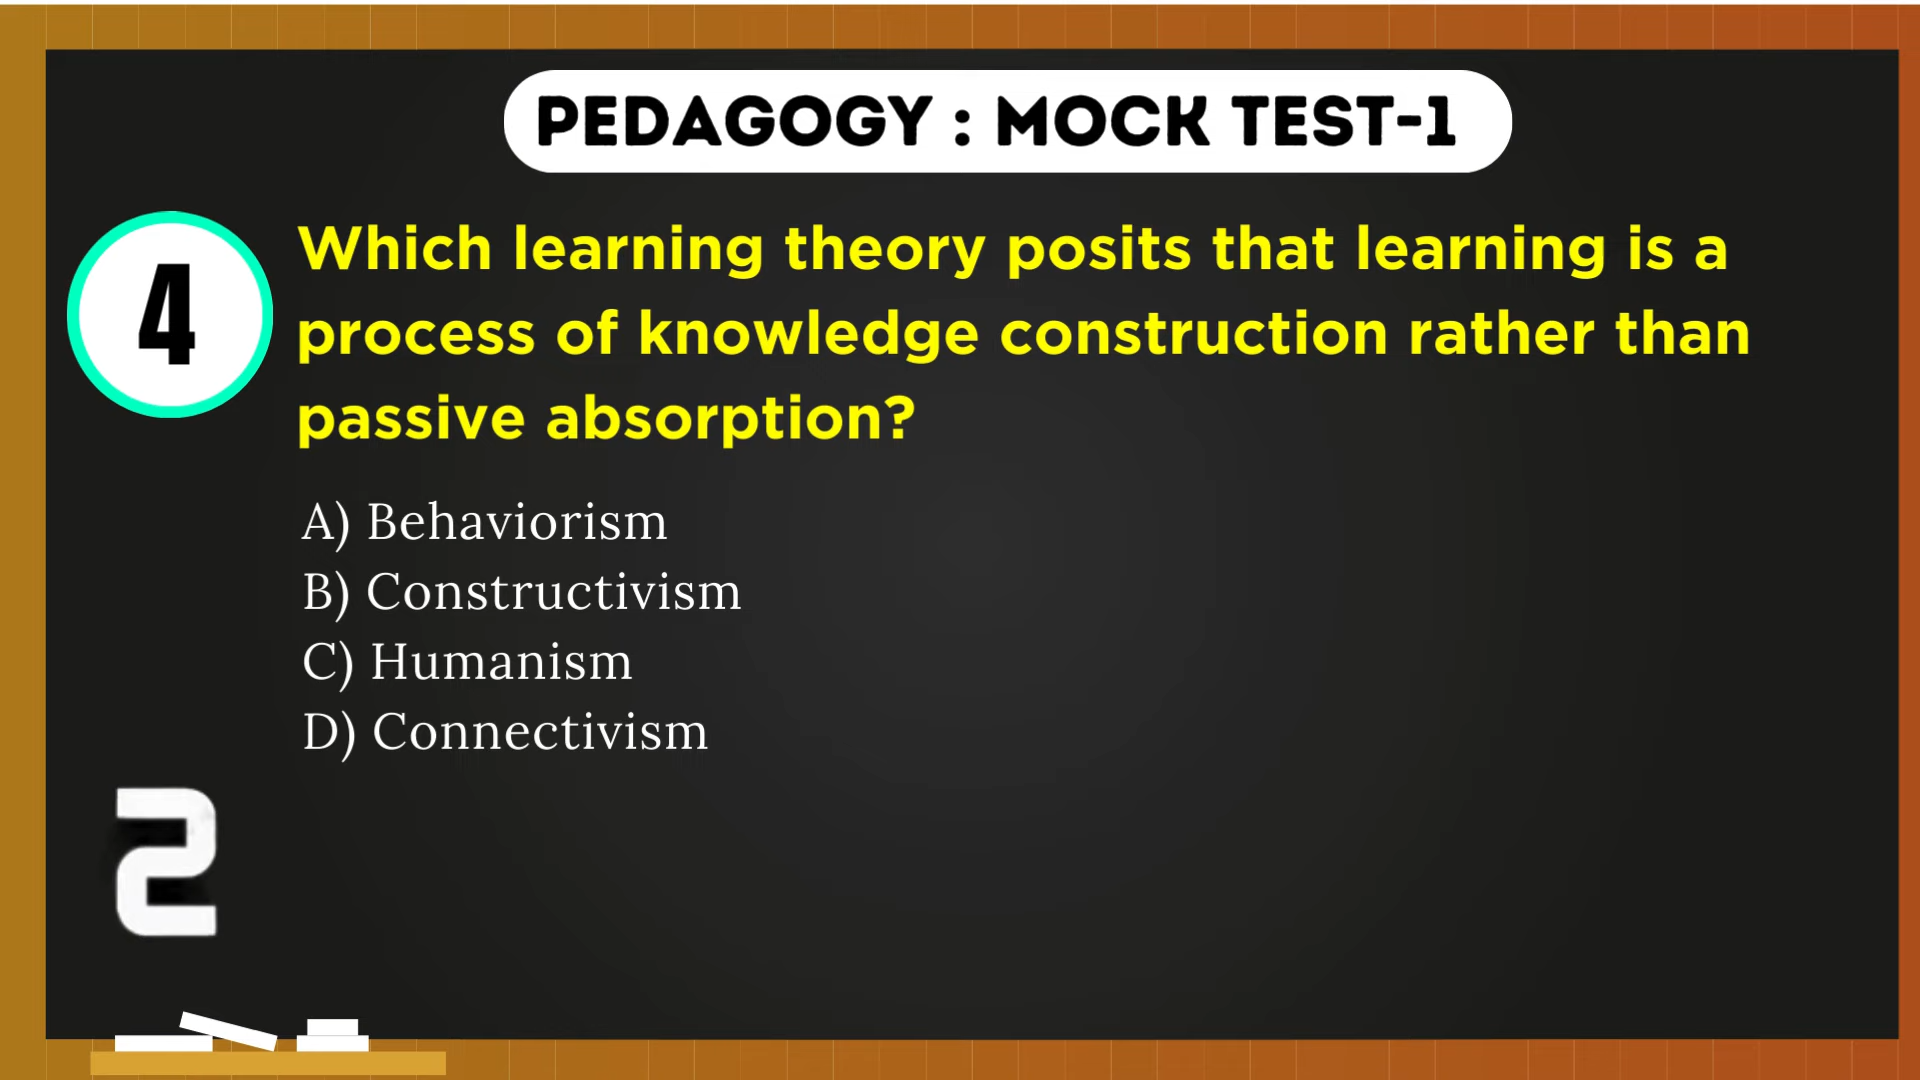 PEDAGOGY : MOCK TEST-1
4
Which learning theory posits that learning is a
process of knowledge construction rather than
passive absorption?
A) Behaviorism
B) Constructivism
C) Humanism
D) Connectivism
2